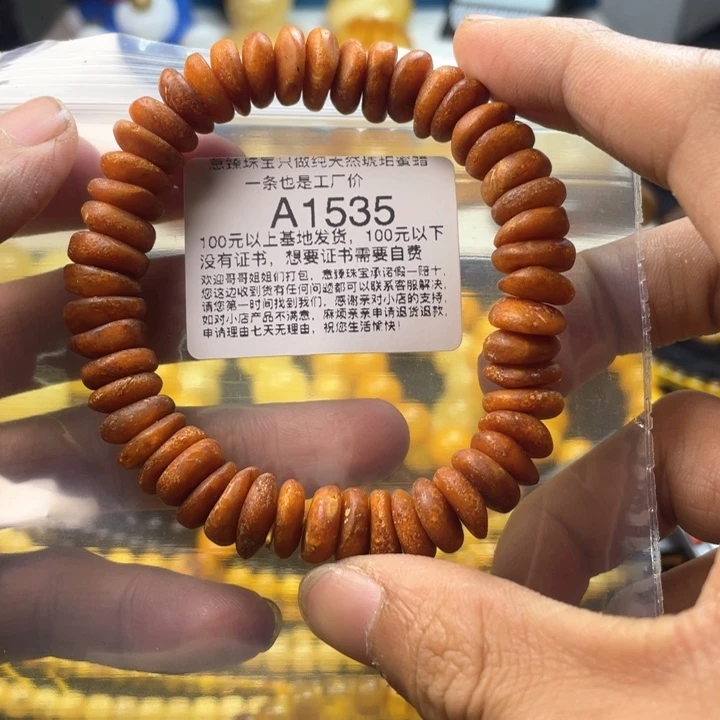 意臻珠宝只做纯天然琥珀蜜蜡
一条也是工厂价
A1535
100元以上基地发货，100元以下
没有证书，想要证书需要自费
欢迎哥哥姐姐们打包，意臻珠宝承诺假一赔十，
您这边收到货有任何问题都可以联系客服解决，
请您第一时间找到我们，感谢亲对小店的支持，
如对小店产品不满意，麻烦亲亲申请退货退款，
申请理由七天无理由，祝您生活愉快！